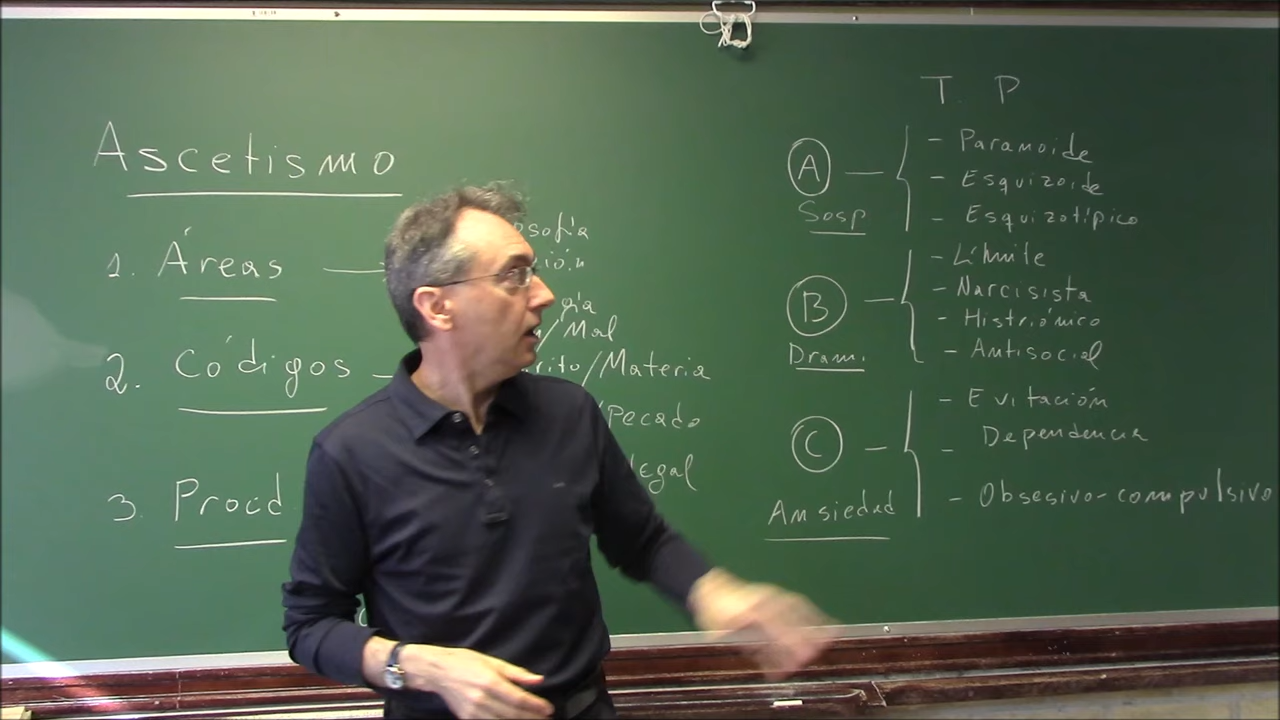 Ascetismo
1. Áreas
2. Códigos
/Mal
/Materia
/Pecado
legal
3. Procd
T. P
A
Sosp
- Paranoide
- Esquizoide
- Esquizotípico
B
Dram.
- Límite
- Narcisista
- Histriónico
- Antisocial
C
Ansiedad
- Evitación
- Dependencia
- Obsesivo-compulsivo